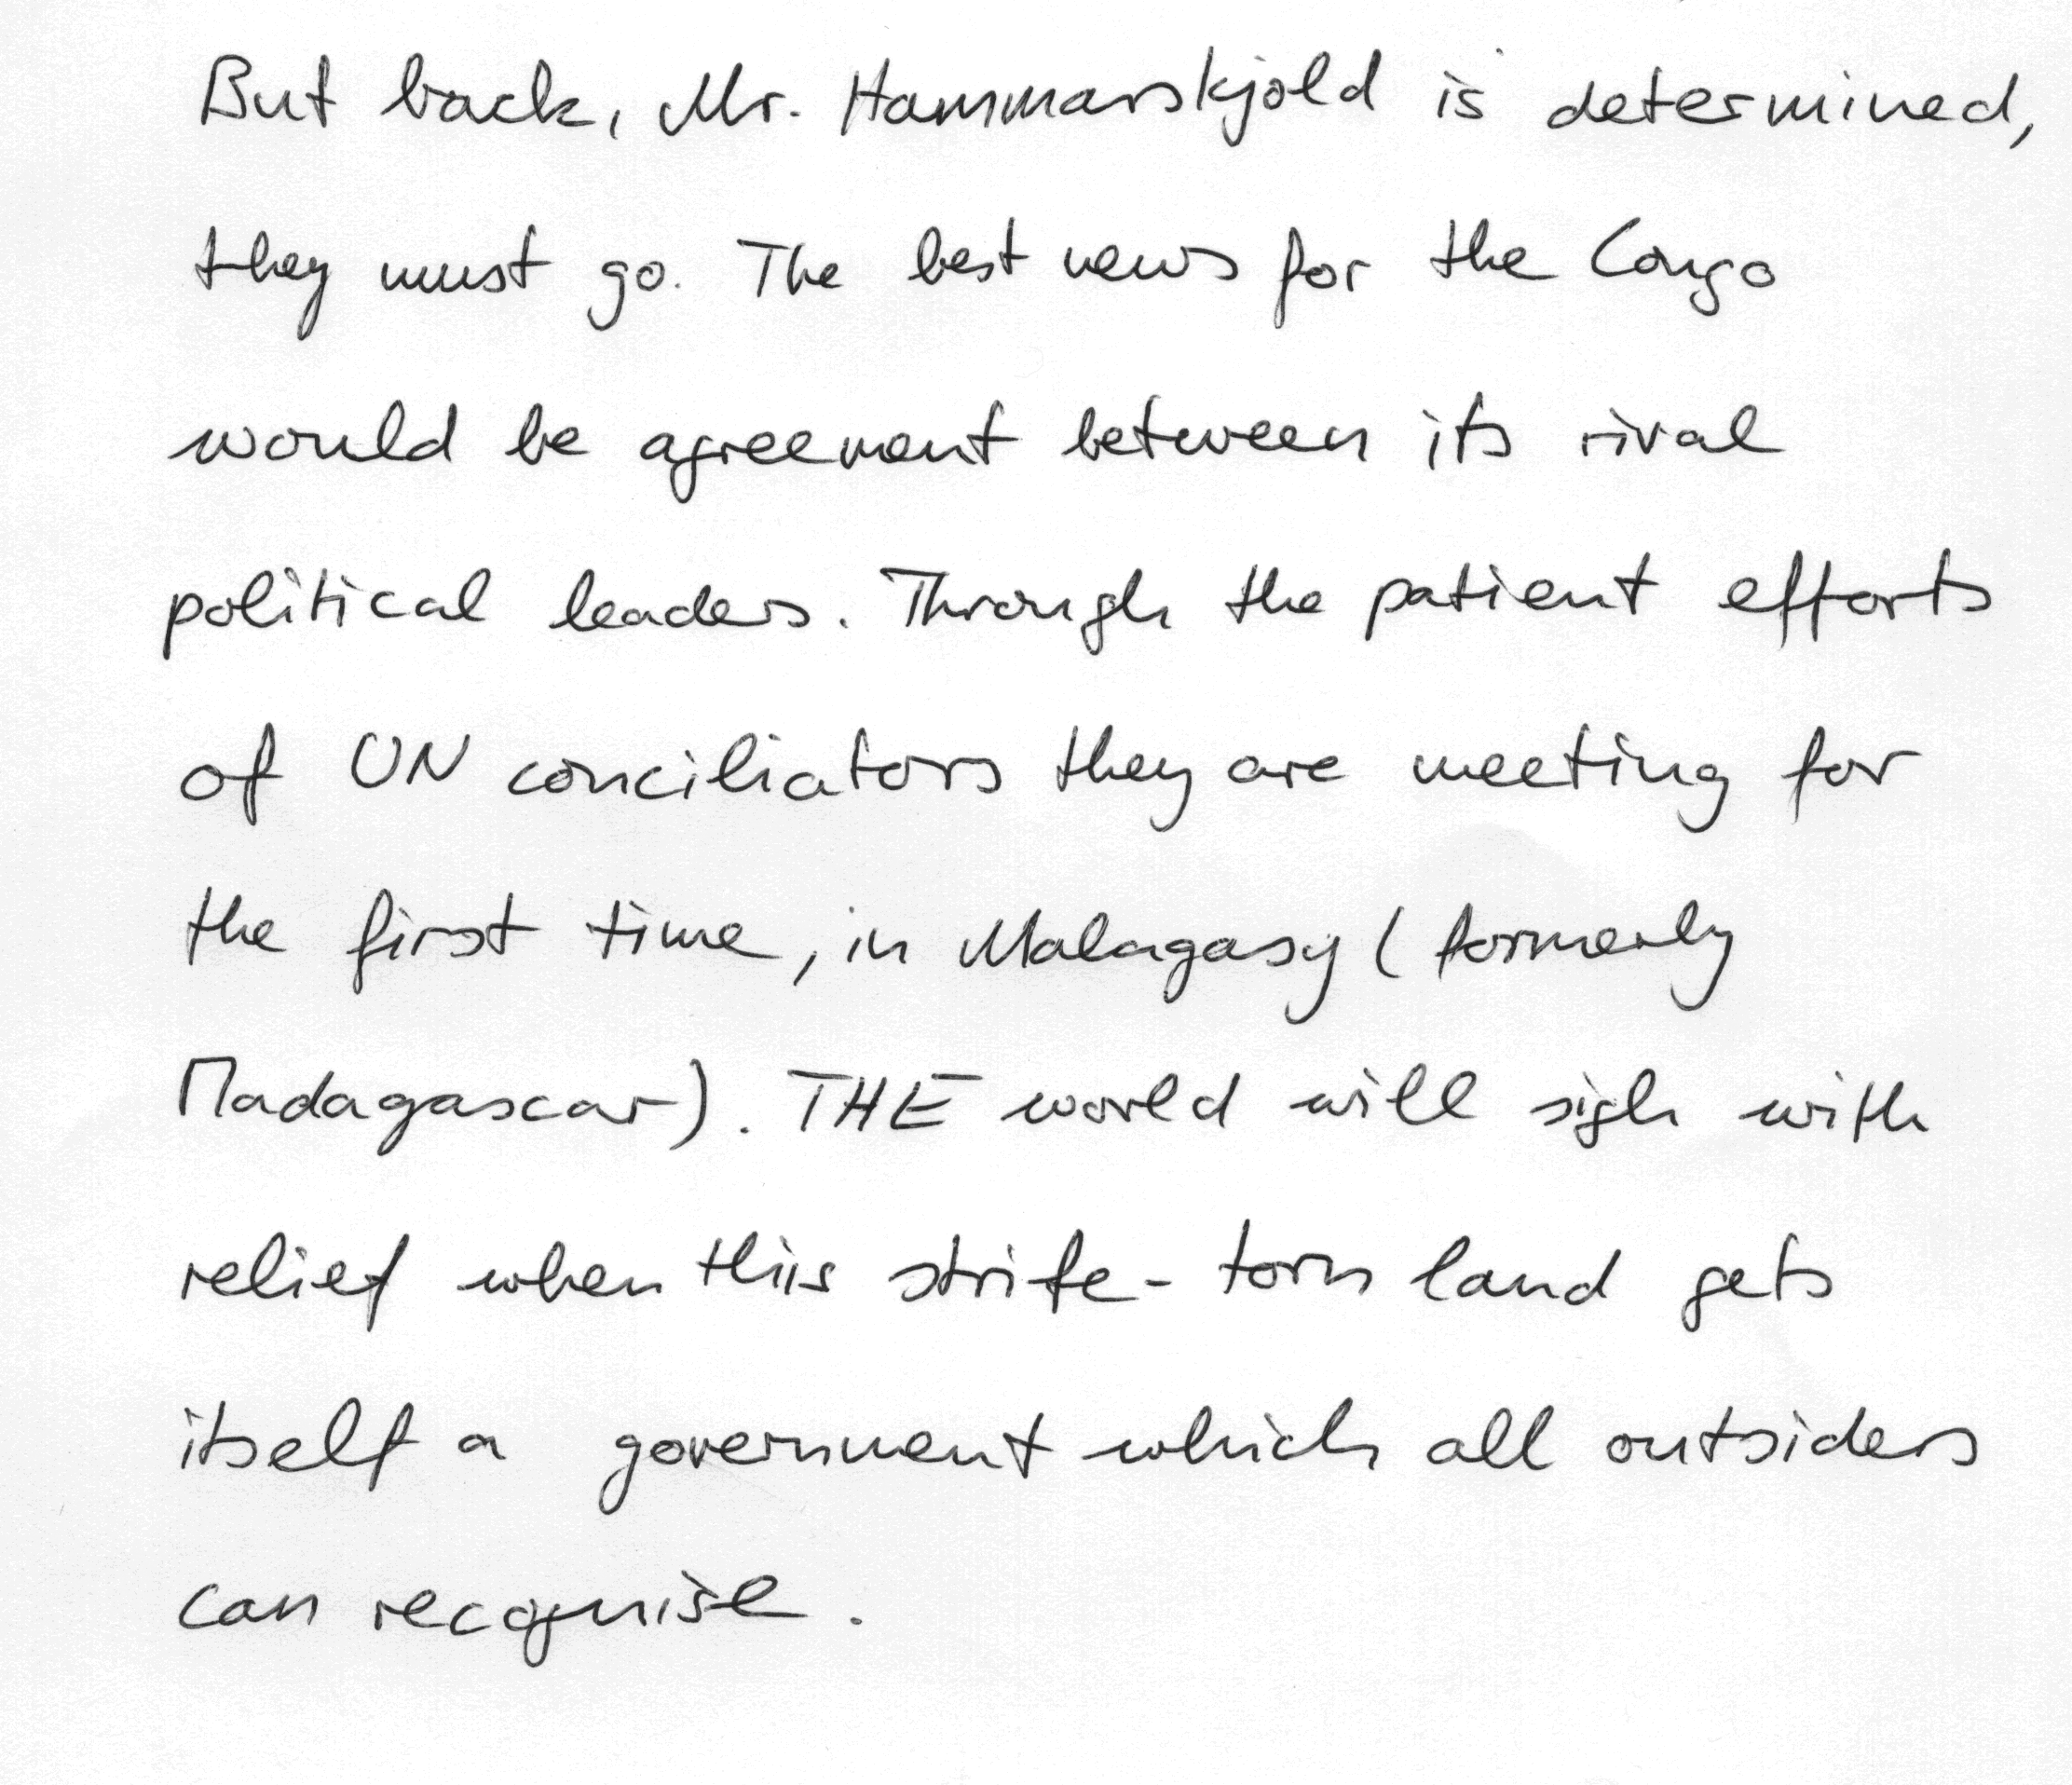 But back, Mr. Hammarskjold is determined,
they must go. The best news for the Congo
would be agreement between its rival
political leaders. Through the patient efforts
of UN conciliators they are meeting for
the first time, in Malagasy (formerly
Madagascar). THE world will sigh with
relief when this strife-torn land gets
itself a government which all outsiders
can recognise.